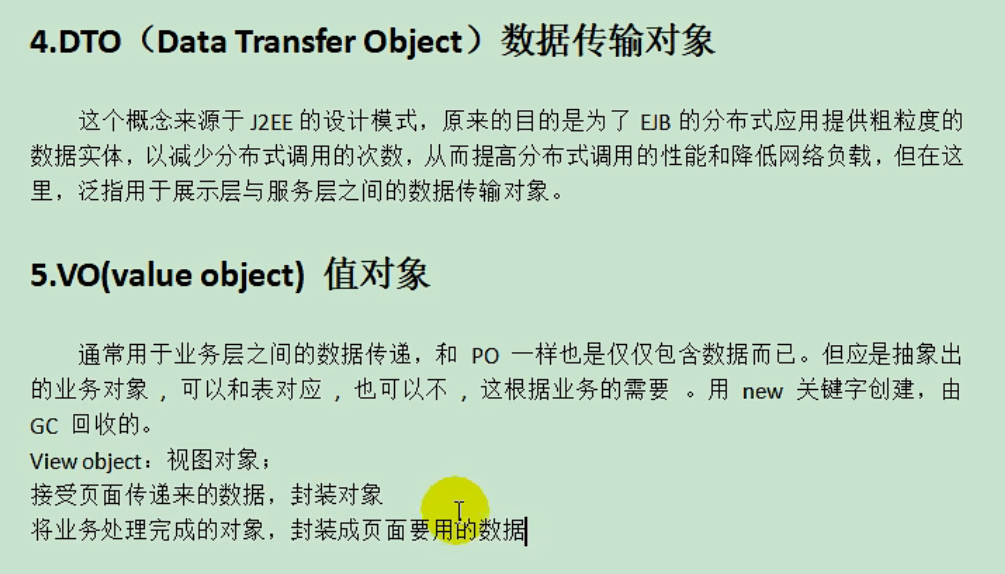 4.DTO（Data Transfer Object）数据传输对象
这个概念来源于 J2EE 的设计模式，原来的目的是为了 EJB 的分布式应用提供粗粒度的
数据实体，以减少分布式调用的次数，从而提高分布式调用的性能和降低网络负载，但在这
里，泛指用于展示层与服务层之间的数据传输对象。
5.VO(value object) 值对象
通常用于业务层之间的数据传递，和 PO 一样也是仅仅包含数据而已。但应是抽象出
的业务对象 , 可以和表对应 , 也可以不 , 这根据业务的需要 。用 new 关键字创建，由
GC 回收的。
View object：视图对象；
接受页面传递来的数据，封装对象
将业务处理完成的对象，封装成页面要用的数据